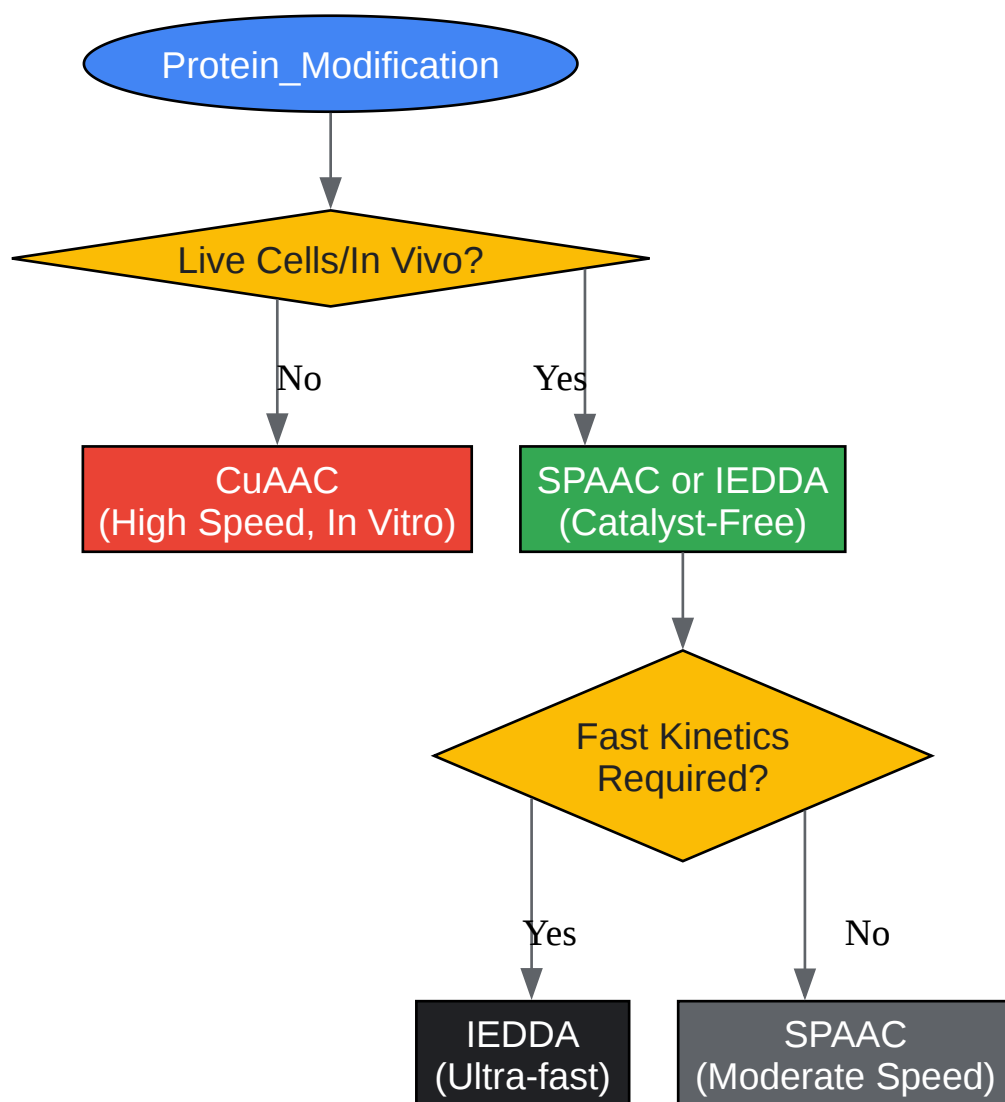 Protein_Modification
Live Cells/In Vivo?
No
Yes
CuAAC
(High Speed, In Vitro)
SPAAC or IEDDA
(Catalyst-Free)
Fast Kinetics
Required?
Yes
No
IEDDA
(Ultra-fast)
SPAAC
(Moderate Speed)